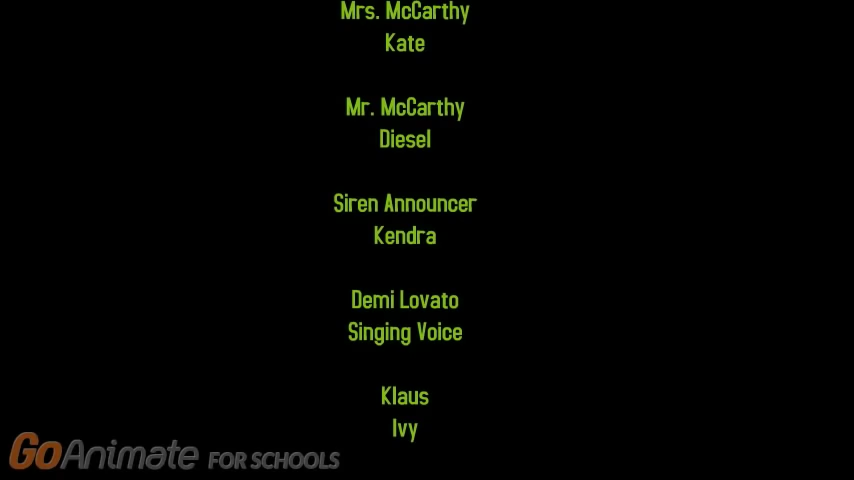 Mrs. McCarthy
Kate
Mr. McCarthy
Diesel
Siren Announcer
Kendra
Demi Lovato
Singing Voice
Klaus
Ivy
GoAnimate FOR SCHOOLS